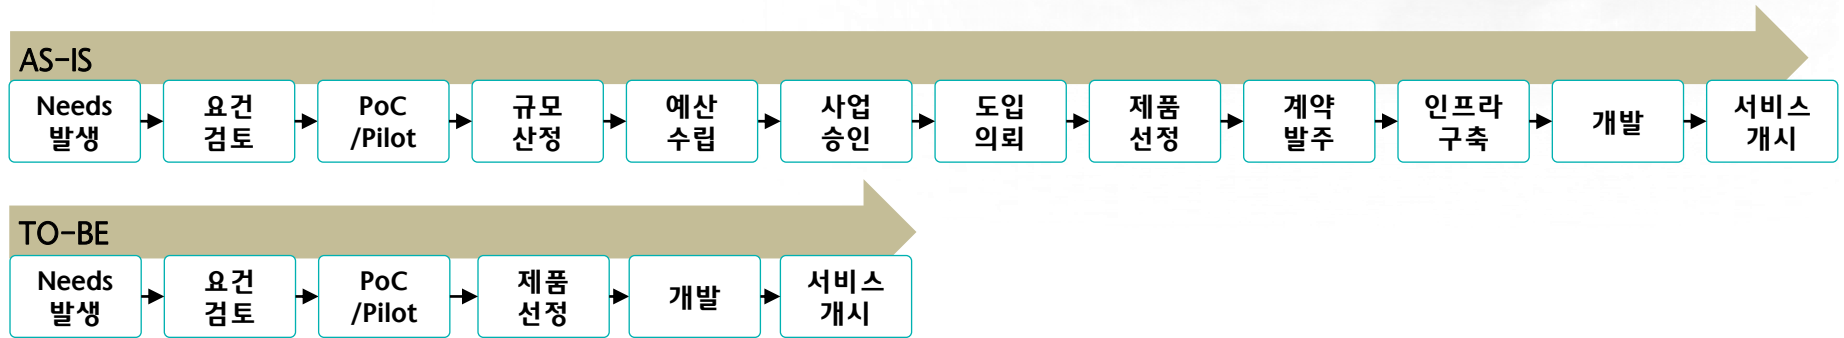 AS-IS
Needs
발생
요건
검토
PoC
/Pilot
규모
산정
예산
수립
사업
승인
도입
의뢰
제품
선정
계약
발주
인프라
구축
개발
서비스
개시
TO-BE
Needs
발생
요건
검토
PoC
/Pilot
제품
선정
개발
서비스
개시